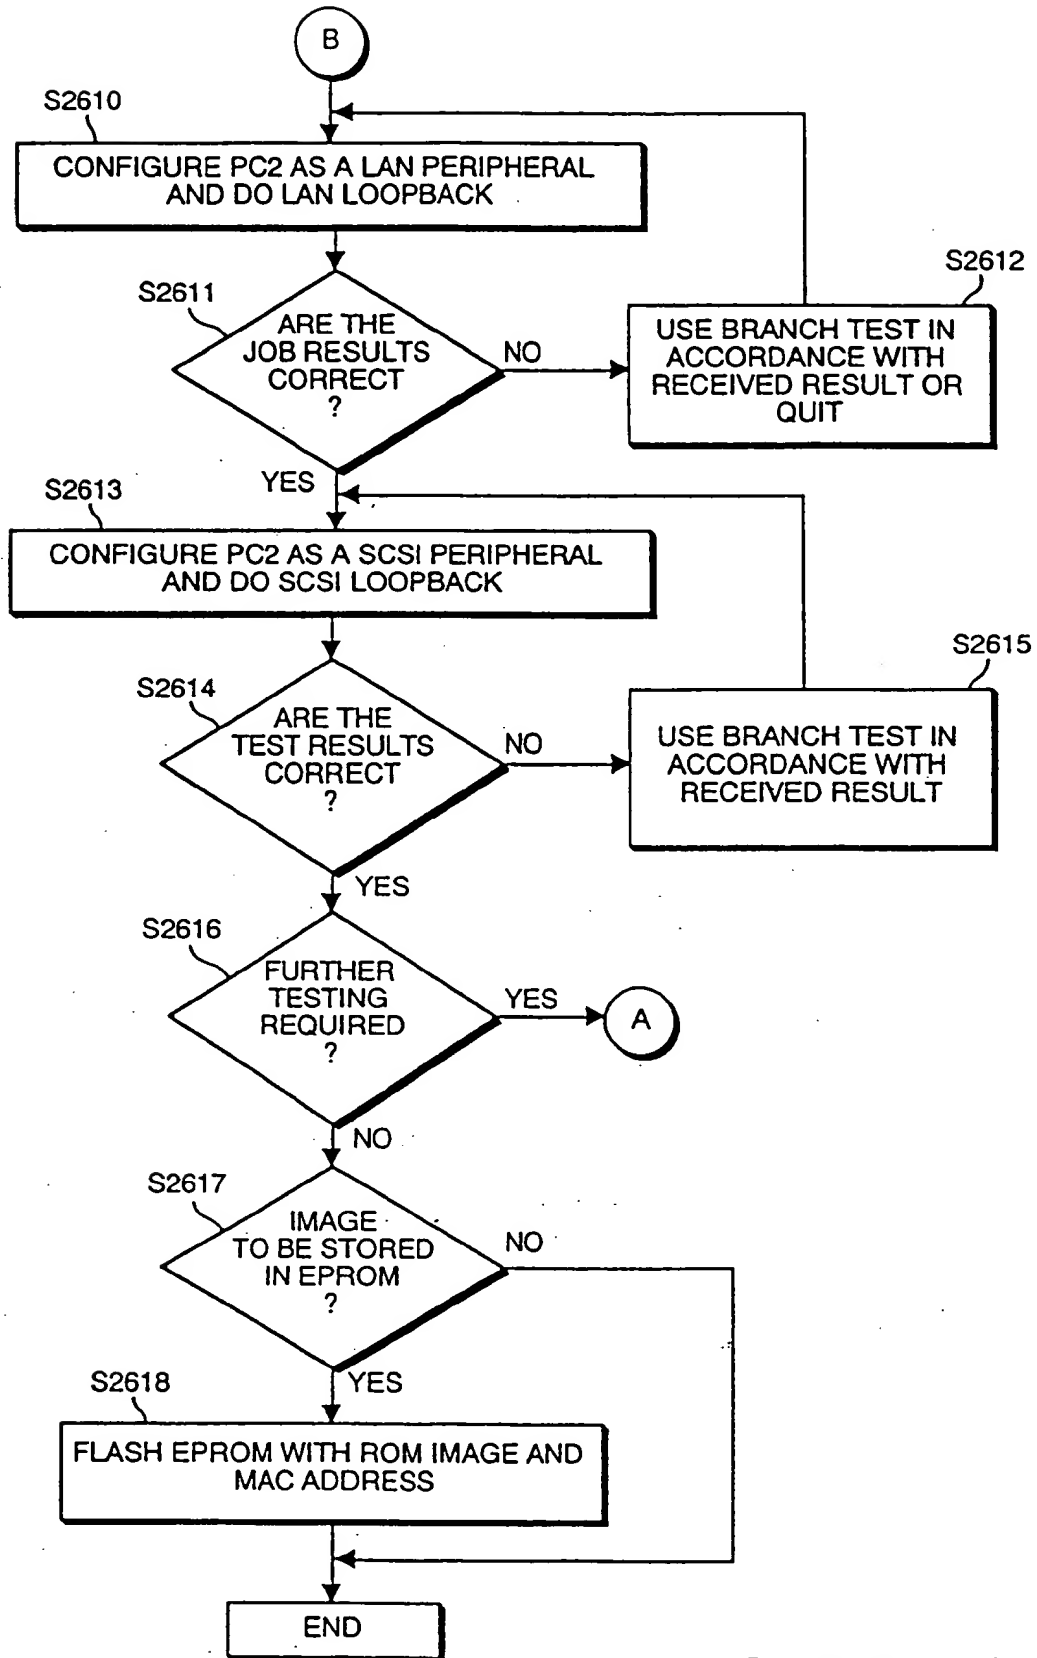 B
S2610
CONFIGURE PC2 AS A LAN PERIPHERAL
AND DO LAN LOOPBACK
S2611
ARE THE
JOB RESULTS
CORRECT
?
NO
S2612
USE BRANCH TEST IN
ACCORDANCE WITH
RECEIVED RESULT OR
QUIT
YES
S2613
CONFIGURE PC2 AS A SCSI PERIPHERAL
AND DO SCSI LOOPBACK
S2614
ARE THE
TEST RESULTS
CORRECT
?
NO
S2615
USE BRANCH TEST IN
ACCORDANCE WITH
RECEIVED RESULT
YES
S2616
FURTHER
TESTING
REQUIRED
?
YES
A
NO
S2617
IMAGE
TO BE STORED
IN EPROM
?
NO
YES
S2618
FLASH EPROM WITH ROM IMAGE AND
MAC ADDRESS
END